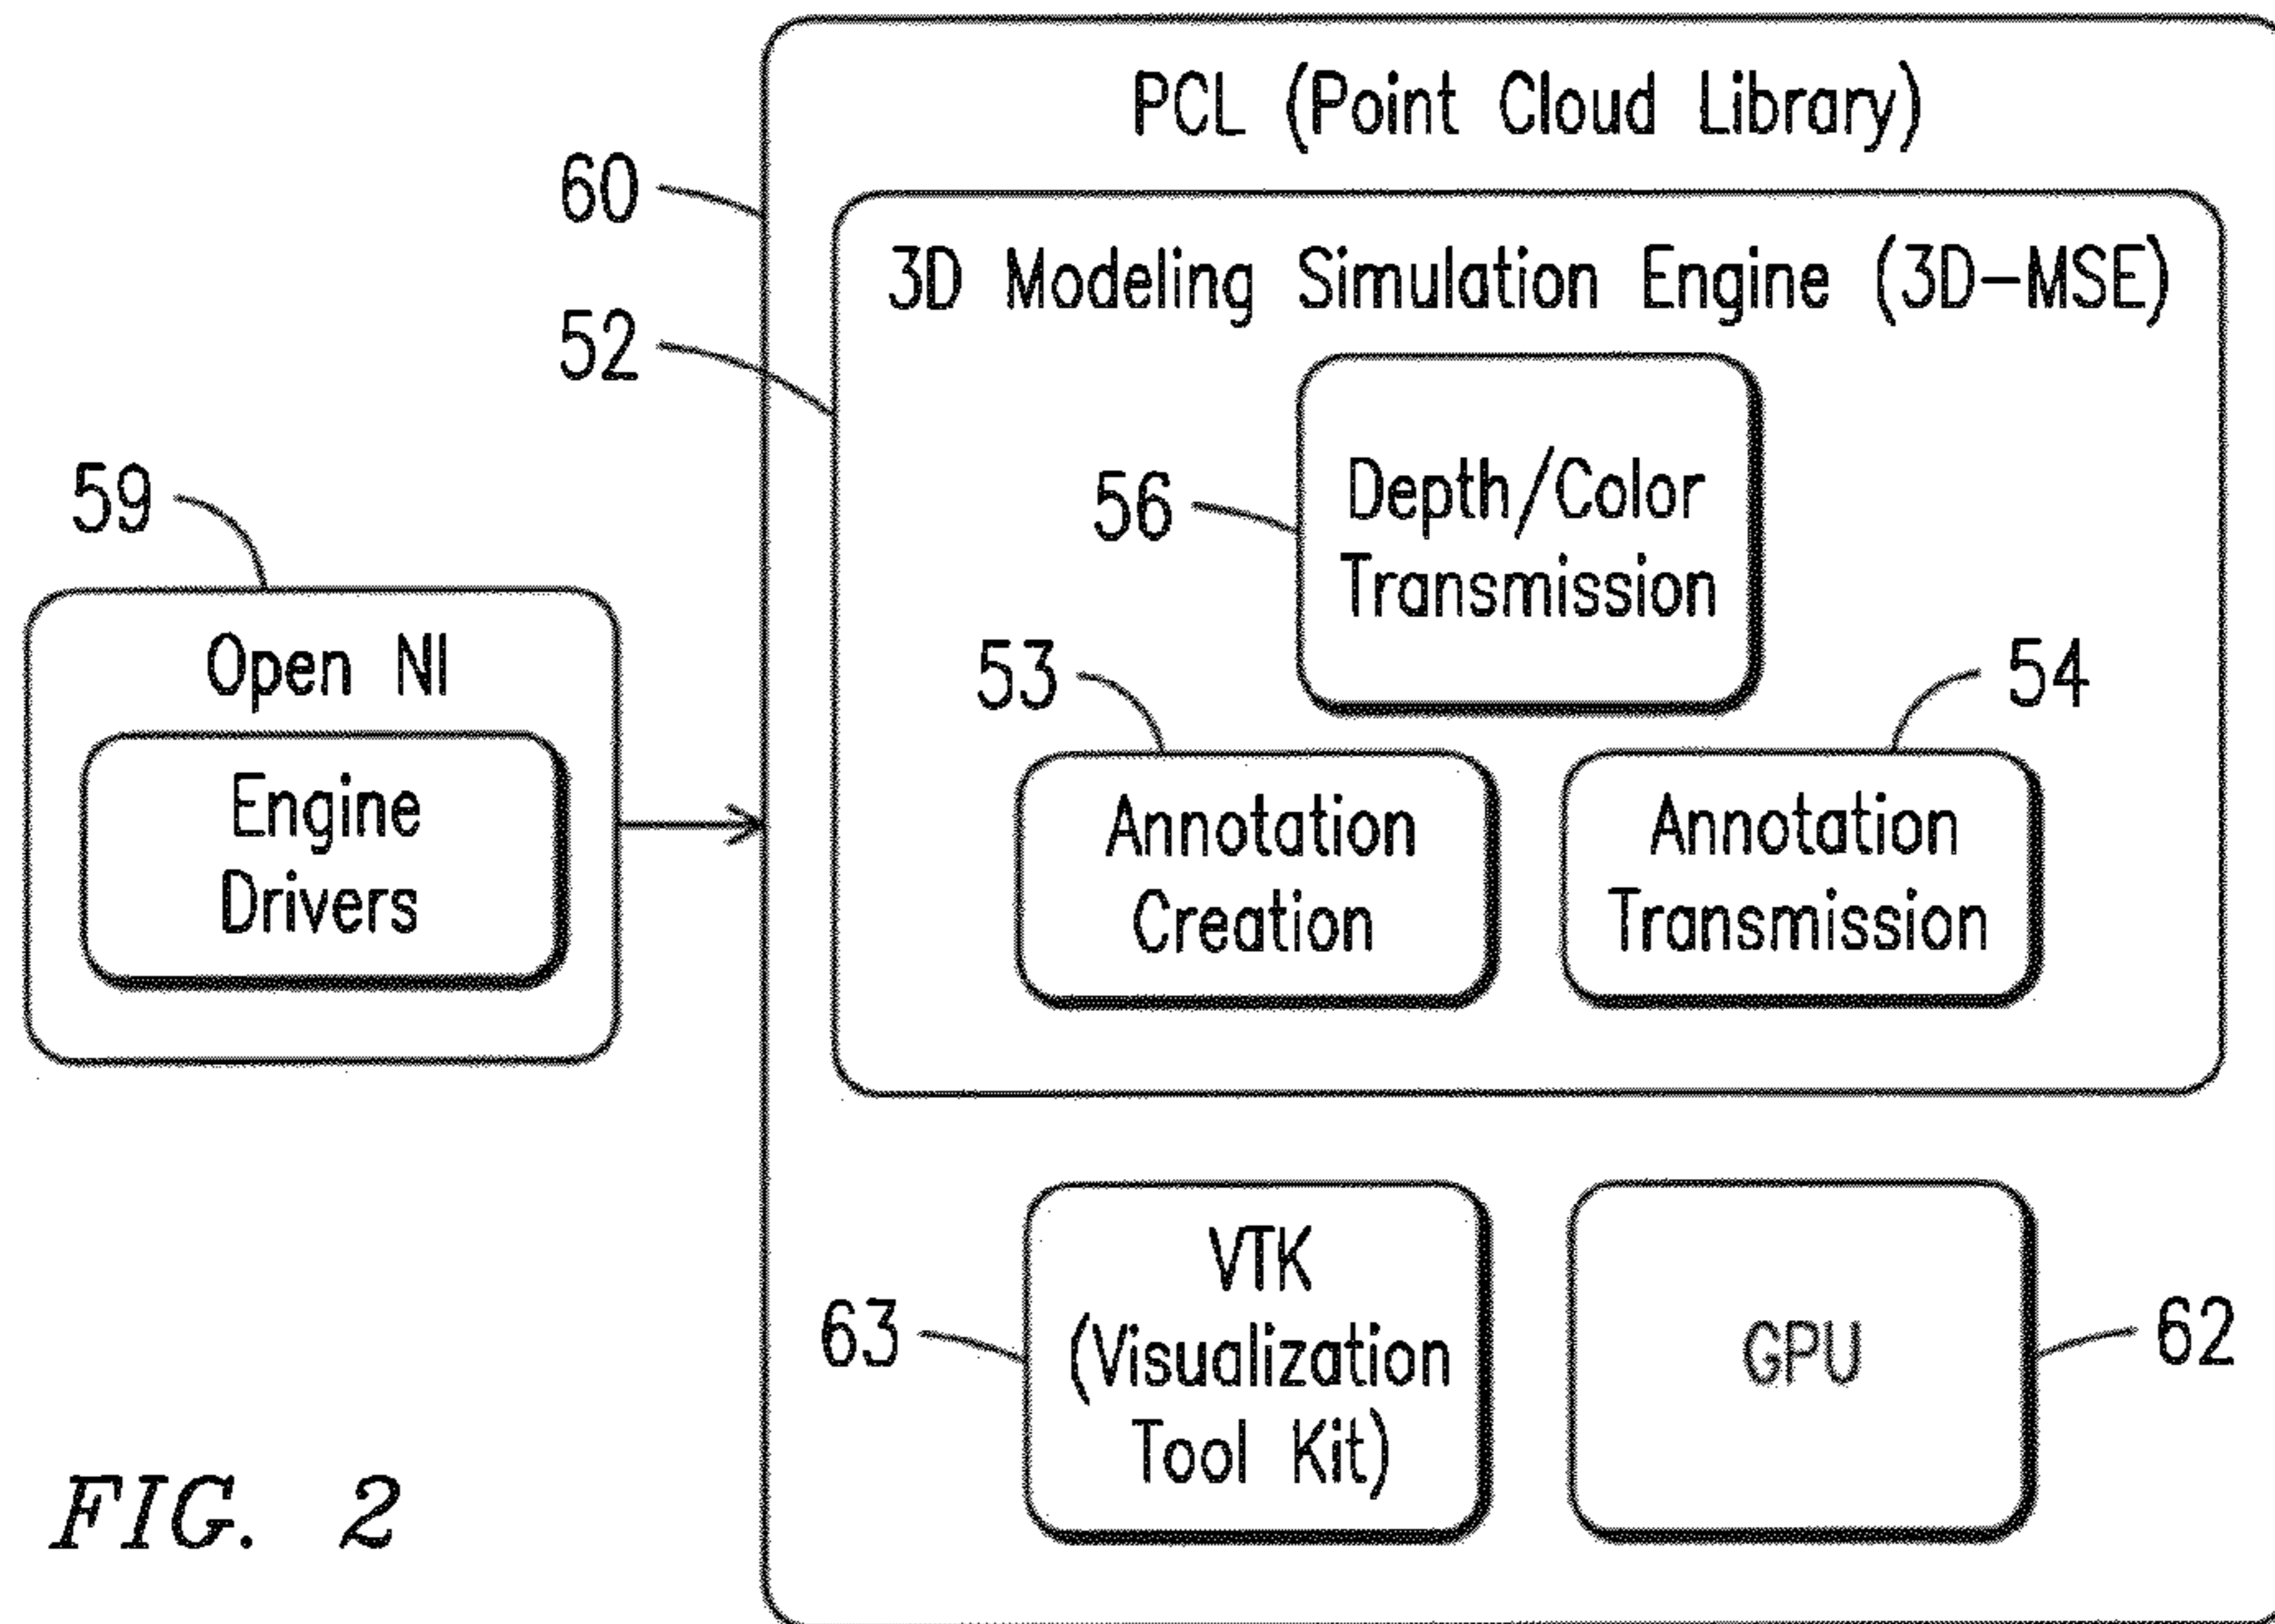 PCL (Point Cloud Library)
60
3D Modeling Simulation Engine (3D-MSE)
52
56
Depth/Color
Transmission
59
Open NI
Engine
Drivers
53
54
Annotation
Creation
Annotation
Transmission
63
VTK
(Visualization
Tool Kit)
GPU
62
FIG. 2